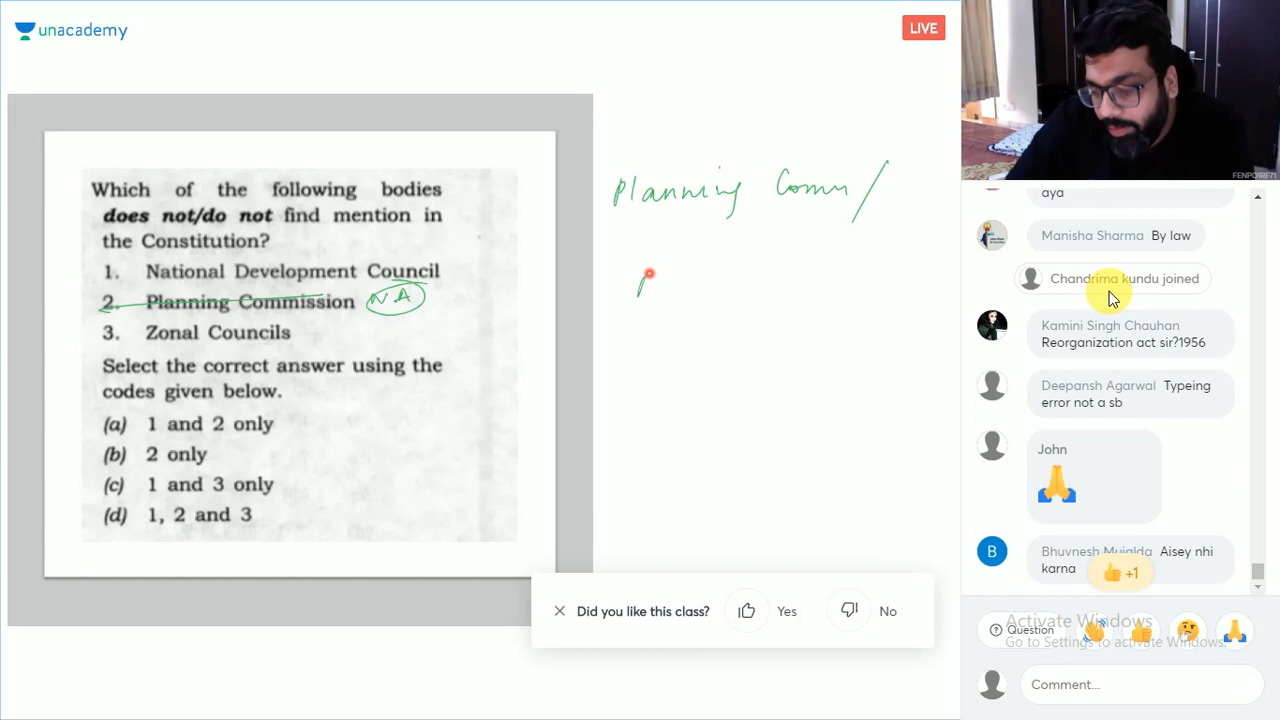 unacademy
LIVE
Which of the following bodies
does not/do not find mention in
the Constitution?
1. National Development Council
2. Planning Commission NA
3. Zonal Councils
Select the correct answer using the
codes given below.
(a) 1 and 2 only
(b) 2 only
(c) 1 and 3 only
(d) 1, 2 and 3
Planning Comm /
Did you like this class?
Yes
No
FENPO1RF71
aya
Manisha Sharma By law
Chandrima kundu joined
Kamini Singh Chauhan
Reorganization act sir?1956
Deepansh Agarwal Typeing
error not a sb
John
B
Bhuvnesh Mujalda Aisey nhi
karna
+1
Activate Windows
Go to Settings to activate Windows.
Question
Comment...